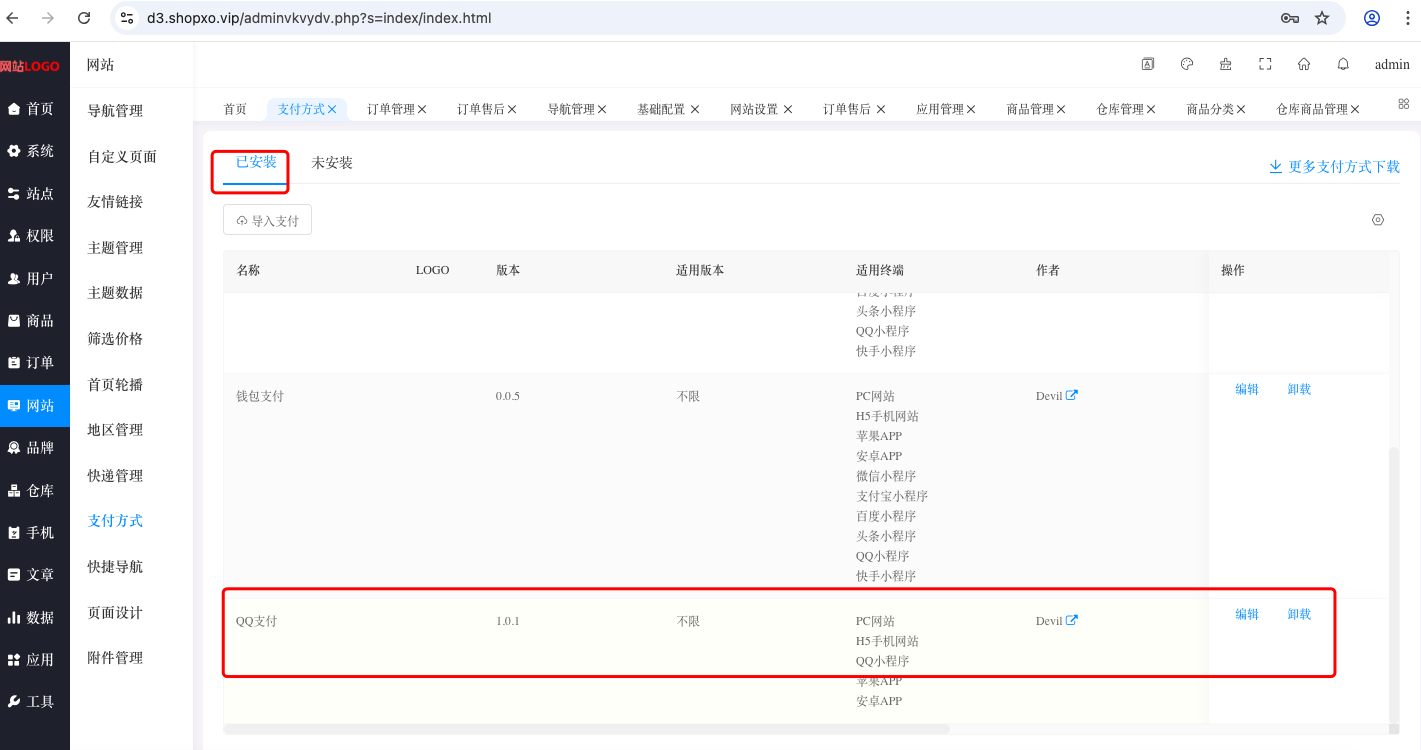 d3.shopxo.vip/adminvkvydv.php?s=index/index.html
网站LOGO
首页
系统
站点
权限
用户
商品
订单
网站
品牌
仓库
手机
文章
数据
应用
工具
网站
导航管理
自定义页面
友情链接
主题管理
主题数据
筛选价格
首页轮播
地区管理
快递管理
支付方式
快捷导航
页面设计
附件管理
admin
首页 支付方式 订单管理 订单售后 导航管理 基础配置 网站设置 订单售后 应用管理 商品管理 仓库管理 商品分类 仓库商品管理
已安装 未安装 更多支付方式下载
导入支付
名称 LOGO 版本 适用版本 适用终端 作者 操作
百度小程序
头条小程序
QQ小程序
快手小程序
钱包支付 0.0.5 不限 PC网站 Devil 编辑 卸载
H5手机网站
苹果APP
安卓APP
微信小程序
支付宝小程序
百度小程序
头条小程序
QQ小程序
快手小程序
QQ支付 1.0.1 不限 PC网站 Devil 编辑 卸载
H5手机网站
QQ小程序
苹果APP
安卓APP